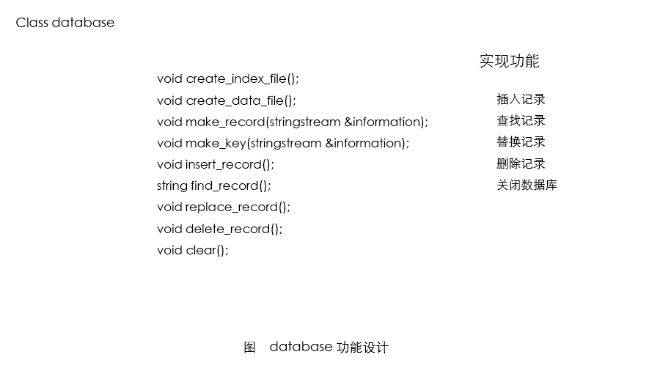 Class database
实现功能
void create_index_file();
void create_data_file();
插入记录
void make_record(stringstream &information);
查找记录
void make_key(stringstream &information);
替换记录
void insert_record();
删除记录
string find_record();
关闭数据库
void replace_record();
void delete_record();
void clear();
图 database 功能设计